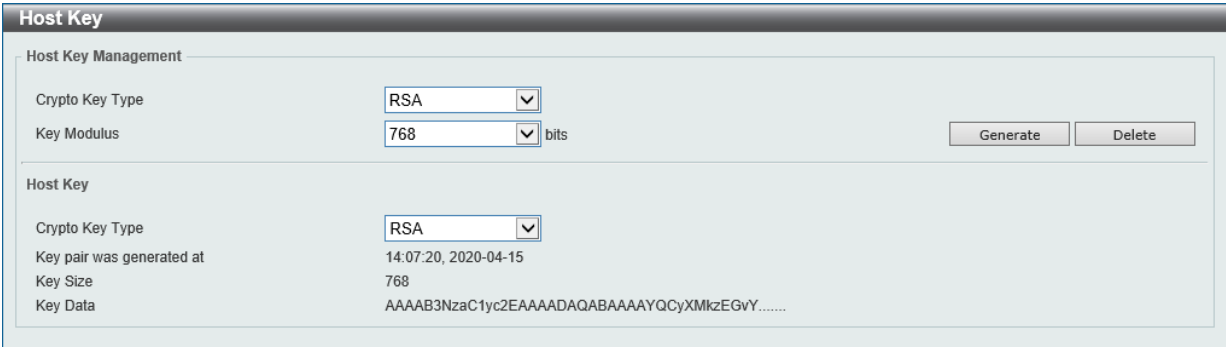 Host Key
Host Key Management
Crypto Key Type RSA
Key Modulus 768 bits Generate Delete
Host Key
Crypto Key Type RSA
Key pair was generated at 14:07:20, 2020-04-15
Key Size 768
Key Data AAAAB3NzaC1yc2EAAAADAQABAAAAYQCyXMkzEGvY.......